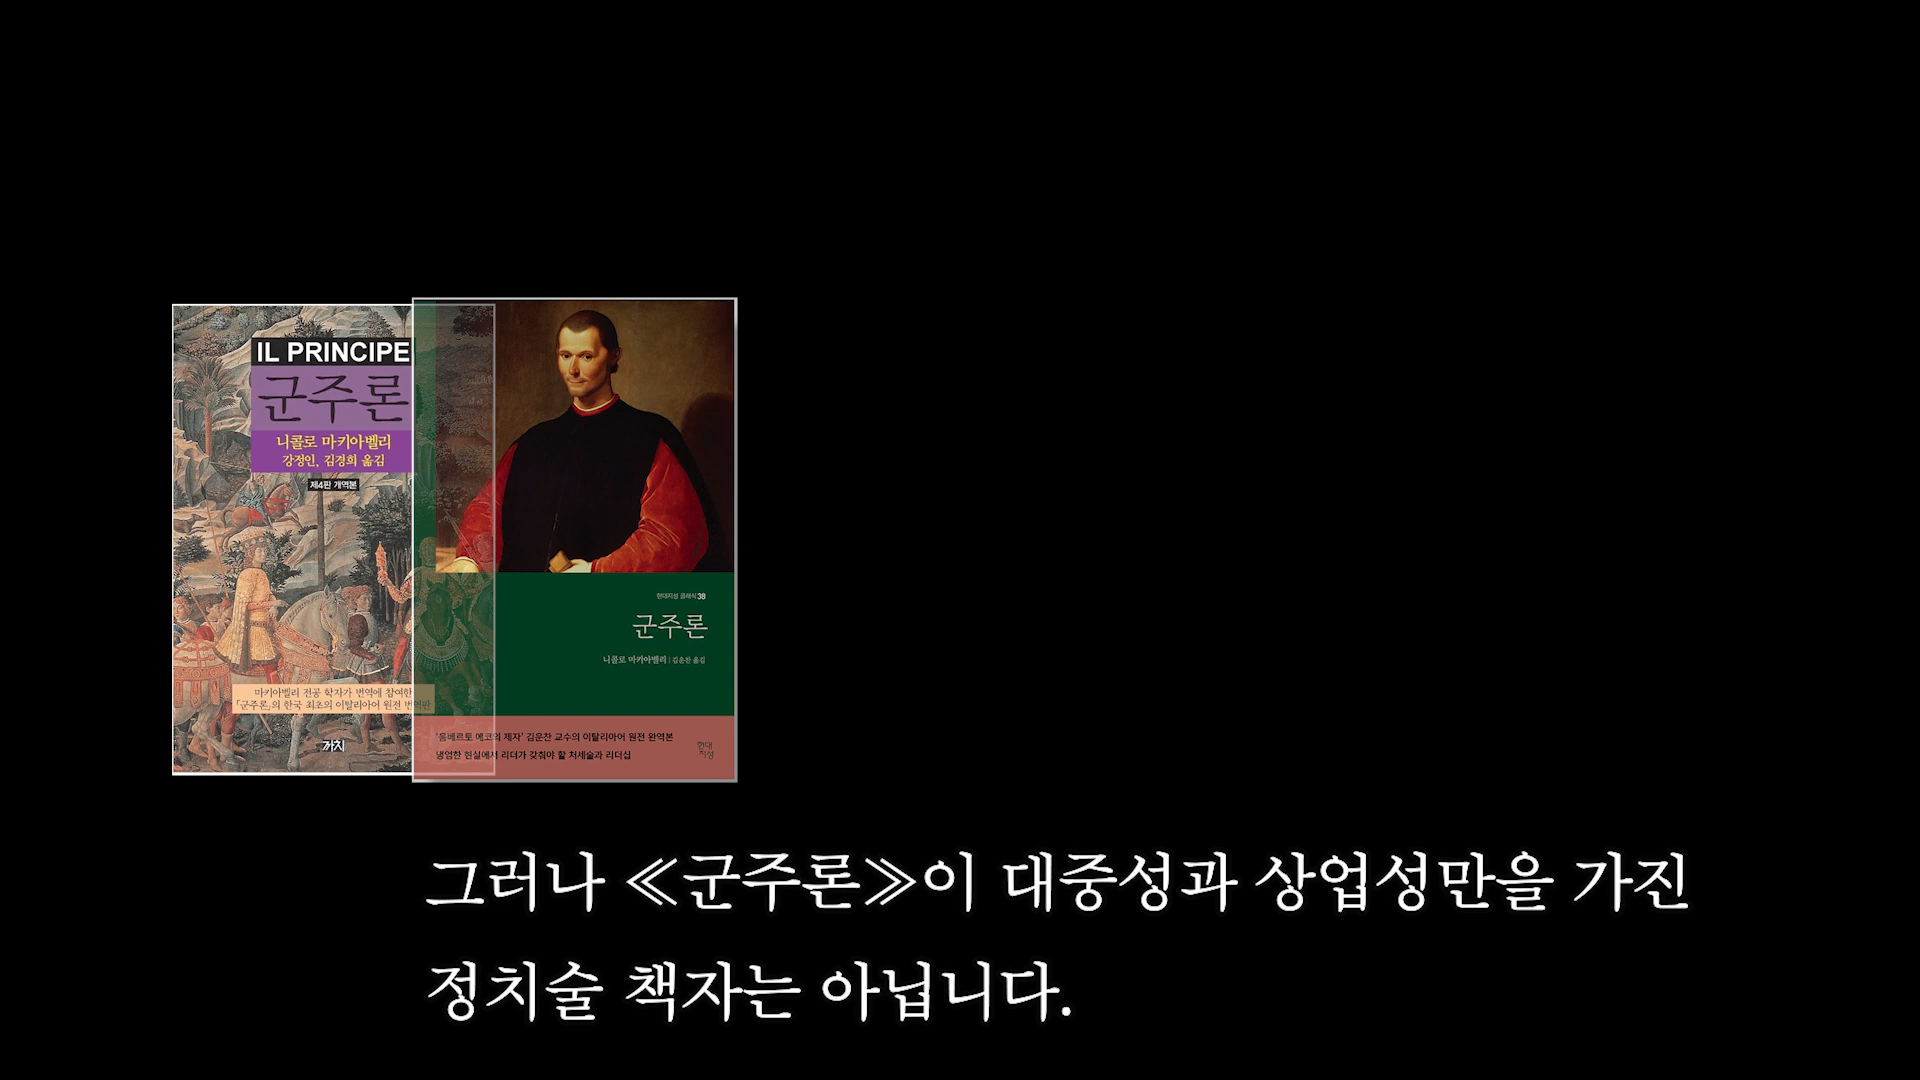 IL PRINCIPE
군주론
니콜로 마키아벨리
강정인, 김경희 옮김
제4판 개역본
마키아벨리 전공 학자가 번역에 참여한
「군주론」의 한국 최초의 이탈리아어 원전 번역판
까치
현대지성 클래식 38
군주론
니콜로 마키아벨리 | 김운찬 옮김
'움베르토 에코의 제자' 김운찬 교수의 이탈리아어 원전 완역본
냉엄한 현실에서 리더가 갖춰야 할 처세술과 리더십
현대
지성
그러나 ≪군주론≫이 대중성과 상업성만을 가진
정치술 책자는 아닙니다.